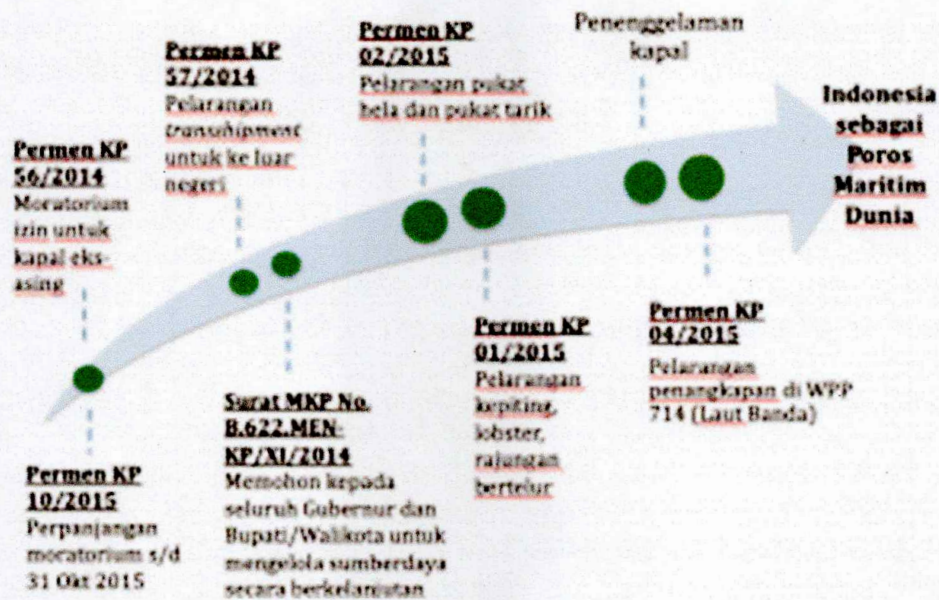 Permen KP
56/2014
Moratorium
izin untuk
kapal eks-
asing
Permen KP
10/2015
Perpanjangan
moratorium s/d
31 Okt 2015
Permen KP
57/2014
Pelarangan
transhipment
untuk ke luar
negeri
Surat MKP No.
B.622.MEN-
KP/XI/2014
Memohon kepada
seluruh Gubernur dan
Bupati/Walikota untuk
mengelola sumberdaya
secara berkelanjutan
Permen KP
02/2015
Pelarangan pukat
hela dan pukat tarik
Permen KP
01/2015
Pelarangan
kepiting,
lobster,
rajungan
bertelur
Penenggelaman
kapal
Permen KP
04/2015
Pelarangan
penangkapan di WPP
714 (Laut Banda)
Indonesia
sebagai
Poros
Maritim
Dunia